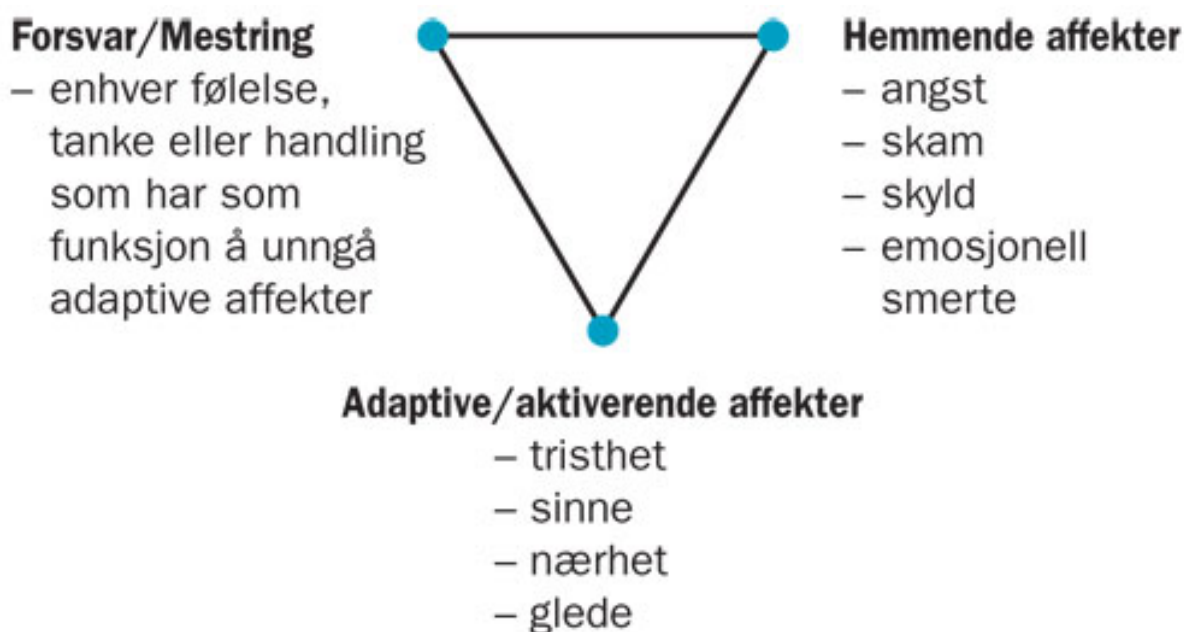 Forsvar/Mestring
– enhver følelse,
tanke eller handling
som har som
funksjon å unngå
adaptive affekter
Hemmende affekter
– angst
– skam
– skyld
– emosjonell
smerte
Adaptive/aktiverende affekter
– tristhet
– sinne
– nærhet
– glede